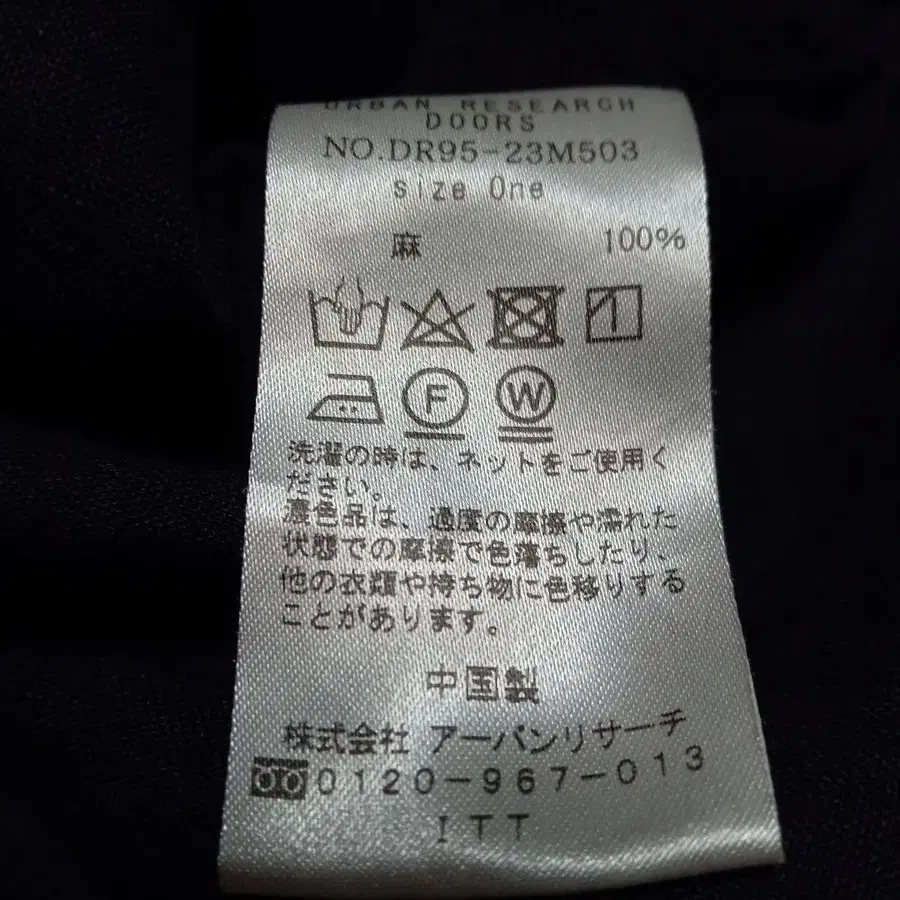 URBAN RESEARCH
DOORS
NO.DR95-23M503
size One
麻 100%
F W
洗濯の時は、ネットをご使用く
ださい。
濃色品は、過度の摩擦や濡れた
状態での摩擦で色落ちしたり、
他の衣類や持ち物に色移りする
ことがあります。
中国製
株式会社 アーバンリサーチ
0120-967-013
ITT